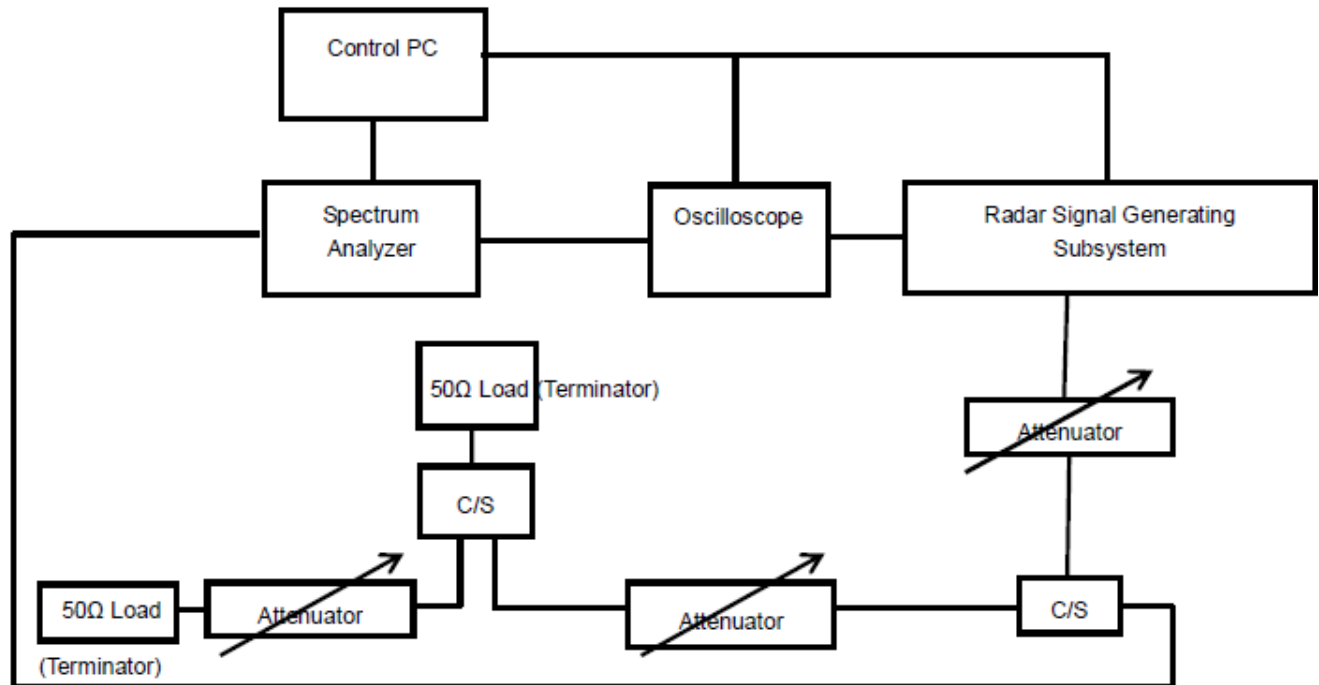 Control PC
Spectrum
Analyzer
Oscilloscope
Radar Signal Generating
Subsystem
50Ω Load (Terminator)
Attenuator
C/S
50Ω Load
(Terminator)
Attenuator
Attenuator
C/S